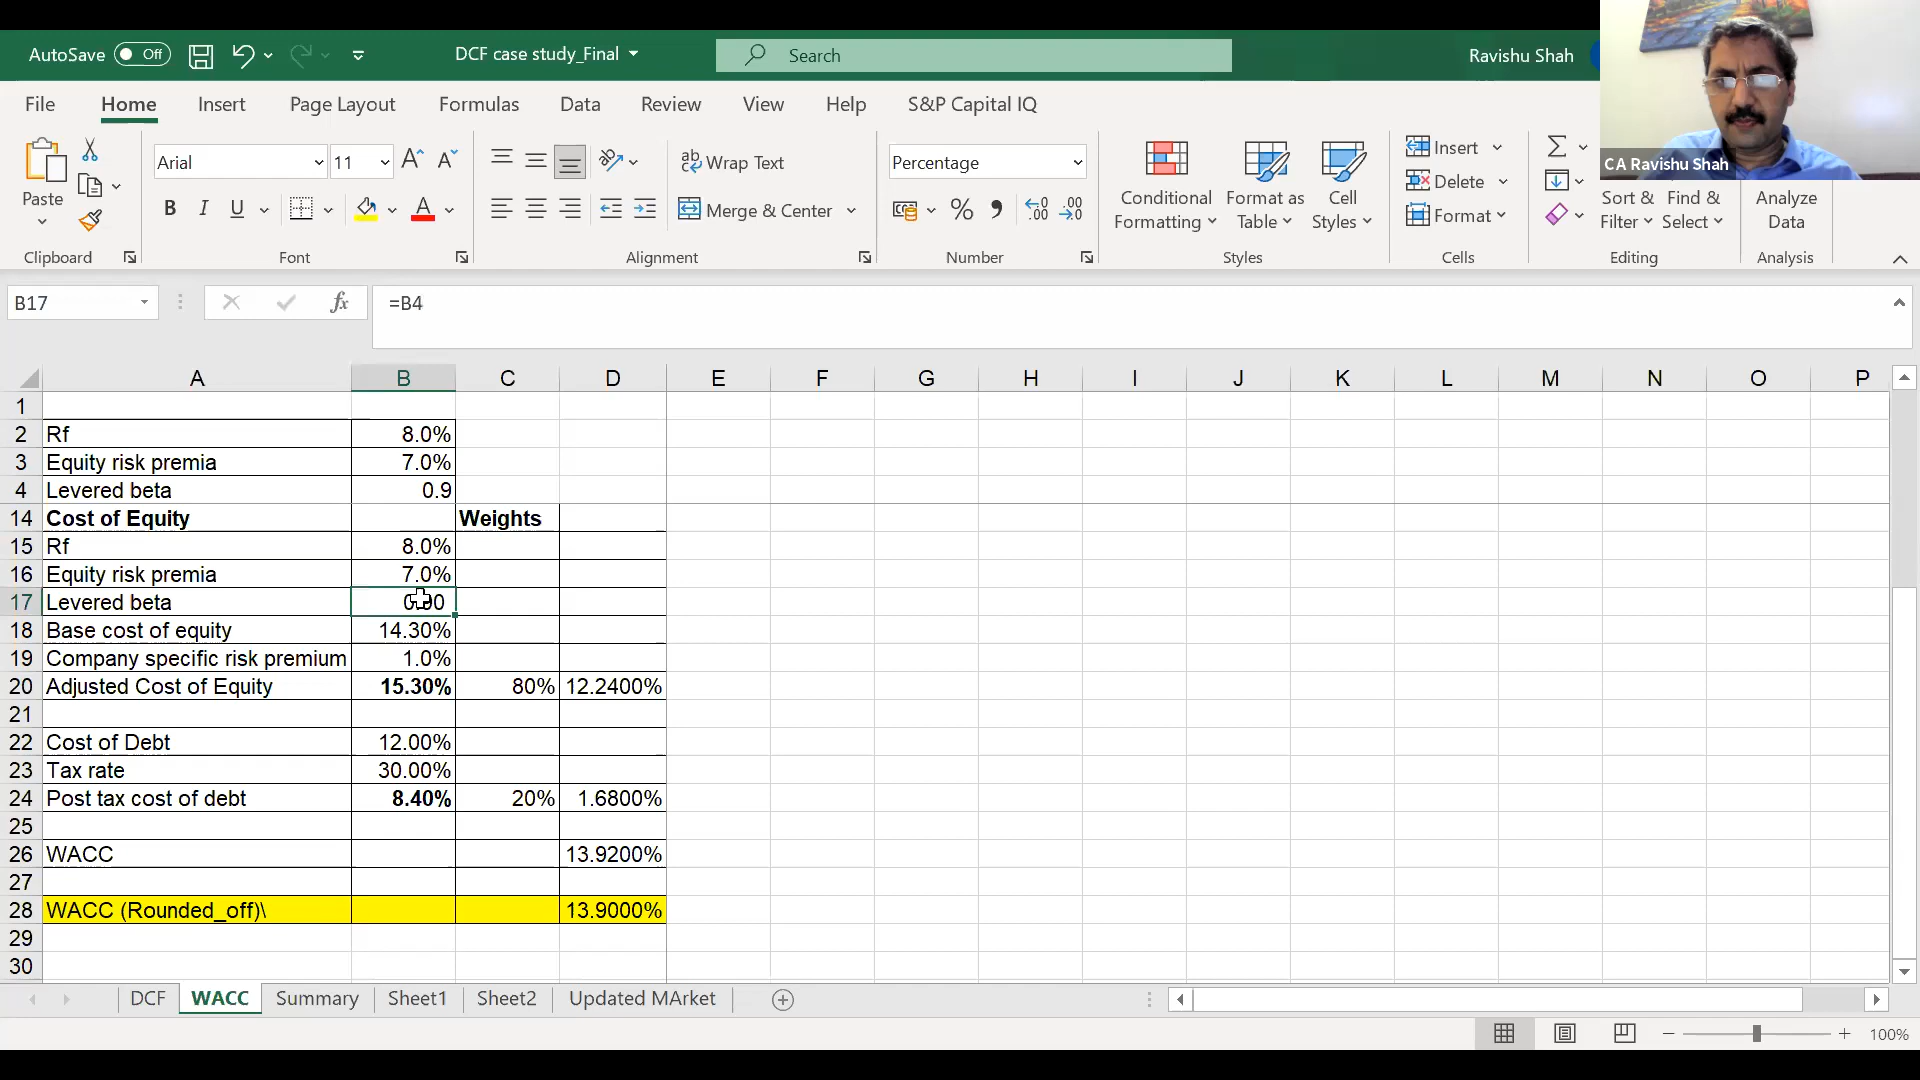 AutoSave Off DCF case study_Final Search Ravishu Shah
File Home Insert Page Layout Formulas Data Review View Help S&P Capital IQ
C A Ravishu Shah
Paste
Arial 11
B I U
Wrap Text
Merge & Center
Percentage
Conditional Formatting
Format as Table
Cell Styles
Insert
Delete
Format
Sort & Filter
Find & Select
Analyze Data
Clipboard Font Alignment Number Styles Cells Editing Analysis
B17 fx =B4
A B C D E F G H I J K L M N O P
1
2 Rf 8.0%
3 Equity risk premia 7.0%
4 Levered beta 0.9
14 Cost of Equity Weights
15 Rf 8.0%
16 Equity risk premia 7.0%
17 Levered beta
18 Base cost of equity 14.30%
19 Company specific risk premium 1.0%
20 Adjusted Cost of Equity 15.30% 80% 12.2400%
21
22 Cost of Debt 12.00%
23 Tax rate 30.00%
24 Post tax cost of debt 8.40% 20% 1.6800%
25
26 WACC 13.9200%
27
28 WACC (Rounded_off)\ 13.9000%
29
30
DCF WACC Summary Sheet1 Sheet2 Updated MArket
100%